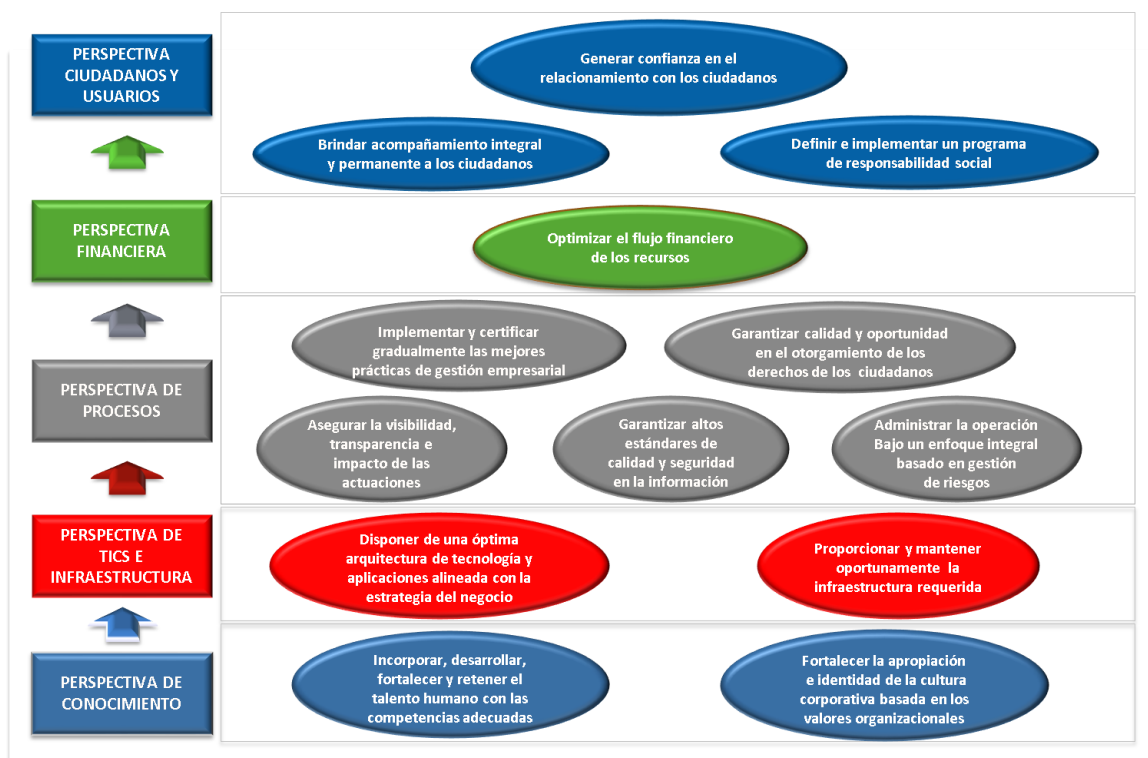 PERSPECTIVA
CIUDADANOS Y
USUARIOS
Generar confianza en el
relacionamiento con los ciudadanos
Brindar acompañamiento integral
y permanente a los ciudadanos
Definir e implementar un programa
de responsabilidad social
PERSPECTIVA
FINANCIERA
Optimizar el flujo financiero
de los recursos
PERSPECTIVA DE
PROCESOS
Implementar y certificar
gradualmente las mejores
prácticas de gestión empresarial
Garantizar calidad y oportunidad
en el otorgamiento de los
derechos de los ciudadanos
Asegurar la visibilidad,
transparencia e
impacto de las
actuaciones
Garantizar altos
estándares de
calidad y seguridad
en la información
Administrar la operación
Bajo un enfoque integral
basado en gestión
de riesgos
PERSPECTIVA DE
TICS E
INFRAESTRUCTURA
Disponer de una óptima
arquitectura de tecnología y
aplicaciones alineada con la
estrategia del negocio
Proporcionar y mantener
oportunamente la
infraestructura requerida
PERSPECTIVA DE
CONOCIMIENTO
Incorporar, desarrollar,
fortalecer y retener el
talento humano con las
competencias adecuadas
Fortalecer la apropiación
e identidad de la cultura
corporativa basada en los
valores organizacionales